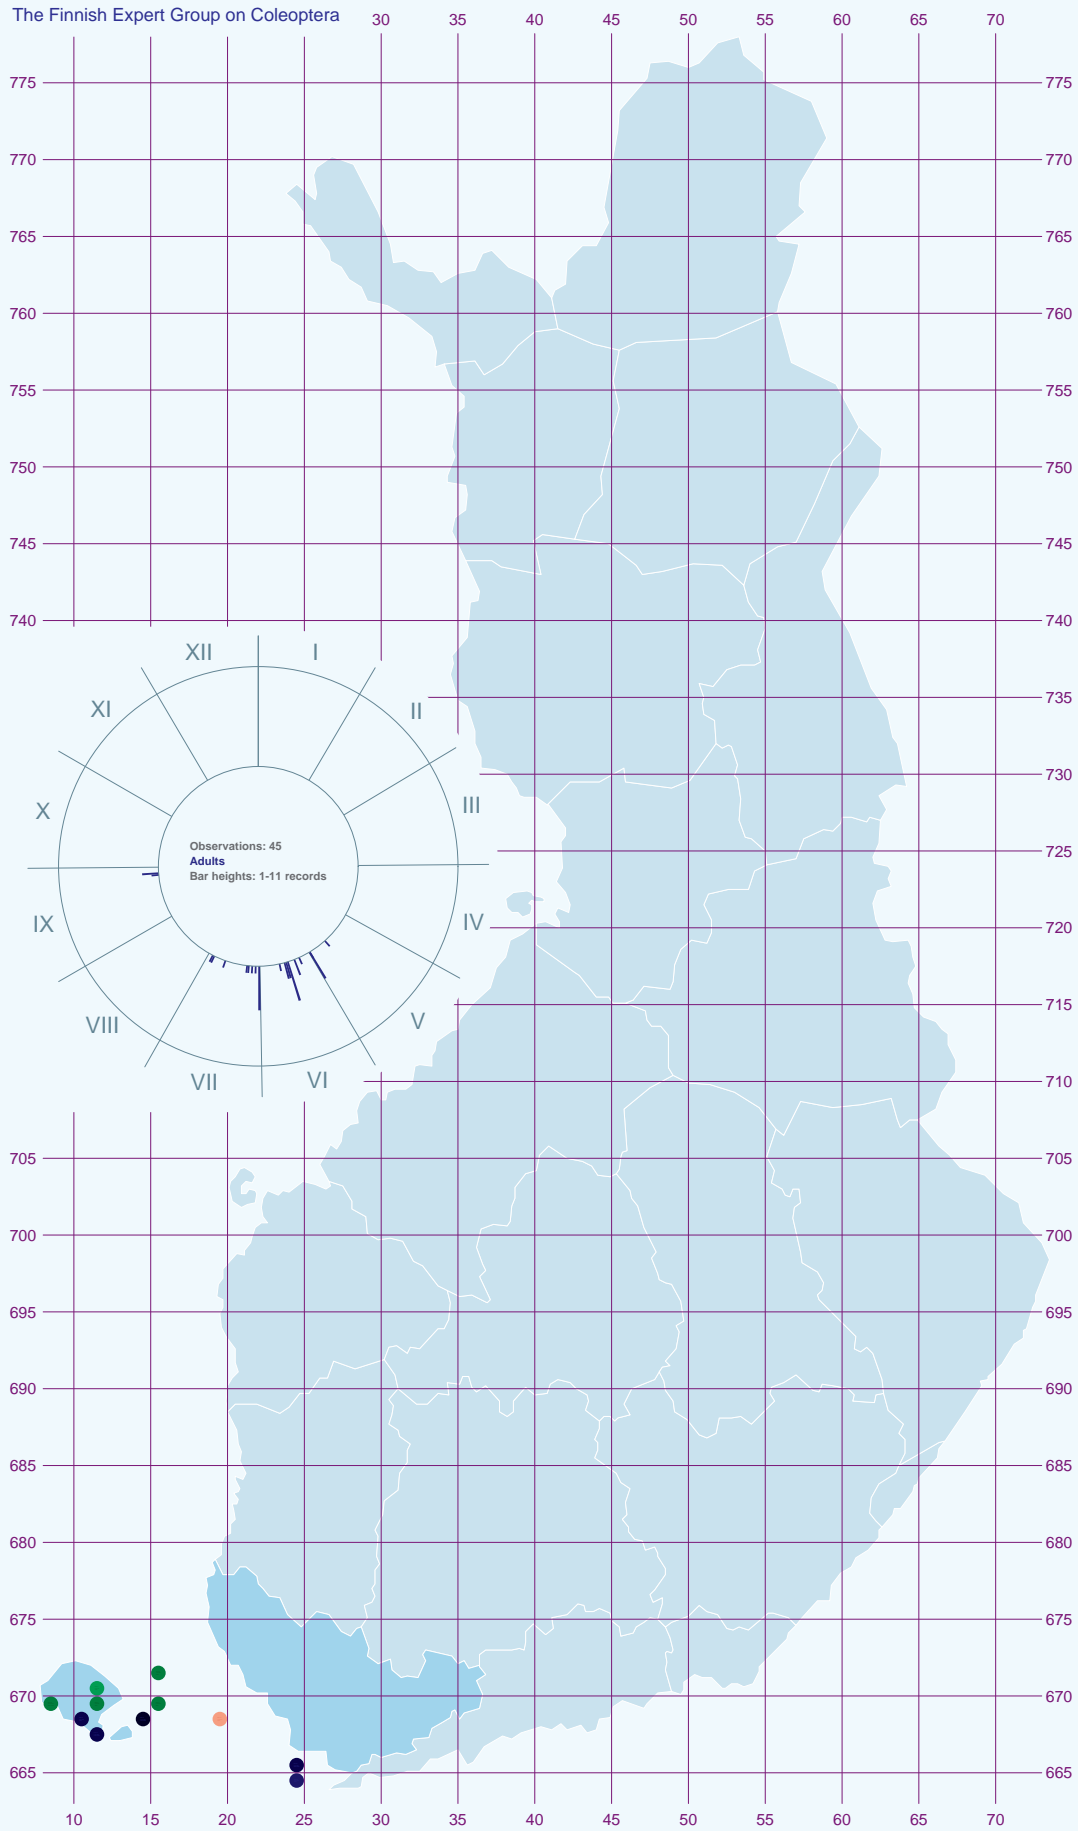 The Finnish Expert Group on Coleoptera 30 35 40 45 50 55 60 65 70
775 775
770 770
765 765
760 760
755 755
750 750
745 745
740 740
XII I
XI II
735
730
X III
Observations: 45
Adults
Bar heights: 1-11 records
725
IX IV
720
VIII V
715
VII VI
710
705 705
700 700
695 695
690 690
685 685
680 680
675 675
670 670
665 665
10 15 20 25 30 35 40 45 50 55 60 65 70